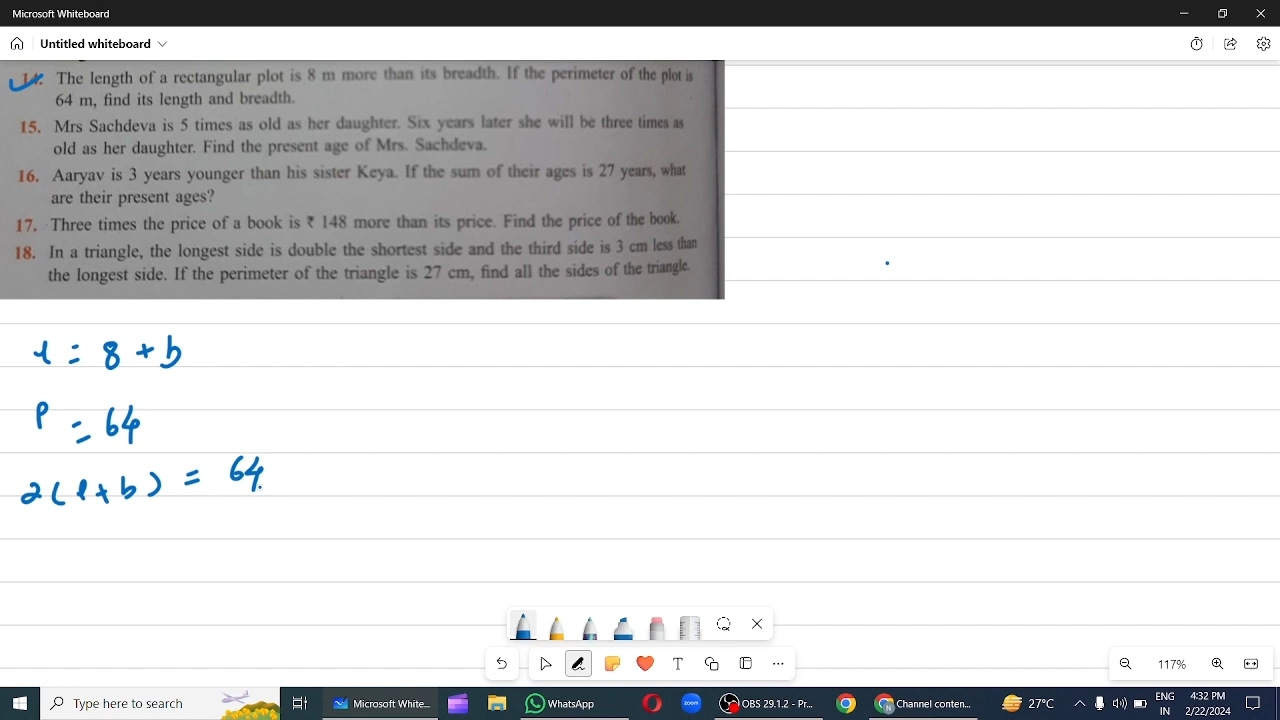 Microsoft Whiteboard
Untitled whiteboard
14. The length of a rectangular plot is 8 m more than its breadth. If the perimeter of the plot is
64 m, find its length and breadth.
15. Mrs Sachdeva is 5 times as old as her daughter. Six years later she will be three times as
old as her daughter. Find the present age of Mrs. Sachdeva.
16. Aaryav is 3 years younger than his sister Keya. If the sum of their ages is 27 years, what
are their present ages?
17. Three times the price of a book is ₹ 148 more than its price. Find the price of the book.
18. In a triangle, the longest side is double the shortest side and the third side is 3 cm less than
the longest side. If the perimeter of the triangle is 27 cm, find all the sides of the triangle.
l = 8 + b
P = 64
2(l+b) = 64
117%
Type here to search
Microsoft White...
WhatsApp
zoom
OBS 29.1.2 - Pr...
Channel conten...
27°C
ENG
IN
4:32 PM
2/22/2024